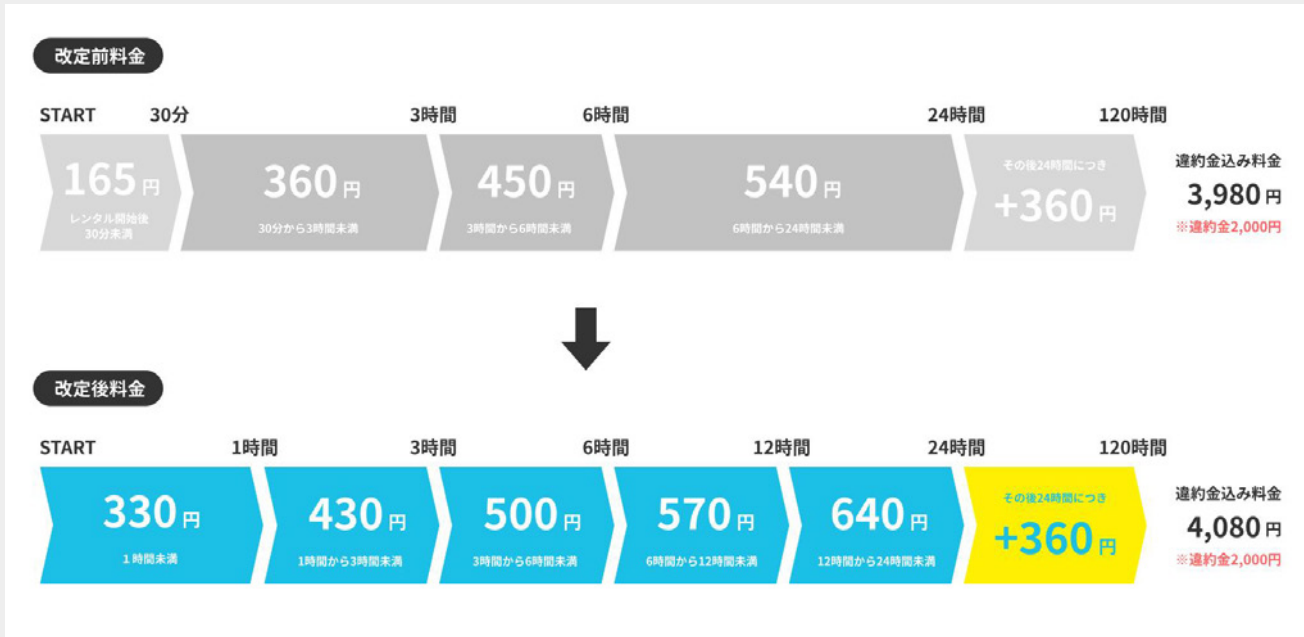 改定前料金
START 30分 3時間 6時間 24時間 120時間
165円
レンタル開始後
30分未満
360円
30分から3時間未満
450円
3時間から6時間未満
540円
6時間から24時間未満
その後24時間につき
+360円
違約金込み料金
3,980円
※違約金2,000円
改定後料金
START 1時間 3時間 6時間 12時間 24時間 120時間
330円
1時間未満
430円
1時間から3時間未満
500円
3時間から6時間未満
570円
6時間から12時間未満
640円
12時間から24時間未満
その後24時間につき
+360円
違約金込み料金
4,080円
※違約金2,000円